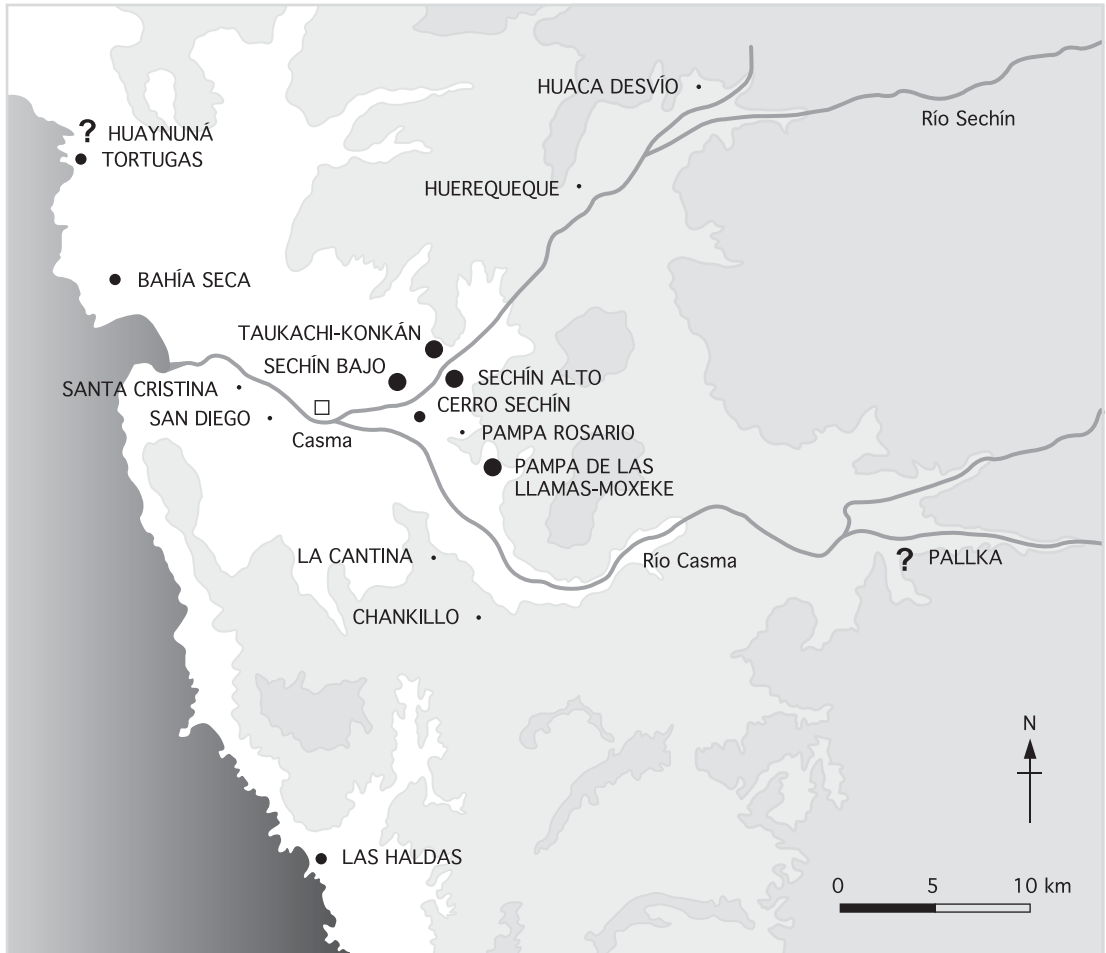 HUACA DESVÍO
Río Sechín
? HUAYNUNÁ
TORTUGAS
HUEREQUEQUE
BAHÍA SECA
TAUKACHI-KONKÁN
SECHÍN BAJO
SECHÍN ALTO
SANTA CRISTINA
CERRO SECHÍN
SAN DIEGO
Casma
PAMPA ROSARIO
PAMPA DE LAS
LLAMAS-MOXEKE
LA CANTINA
Río Casma
? PALLKA
CHANKILLO
N
LAS HALDAS
0 5 10 km